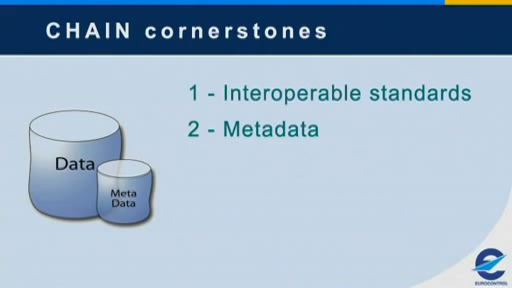 CHAIN cornerstones
1 - Interoperable standards
2 - Metadata
Data
Meta
Data
EUROCONTROL